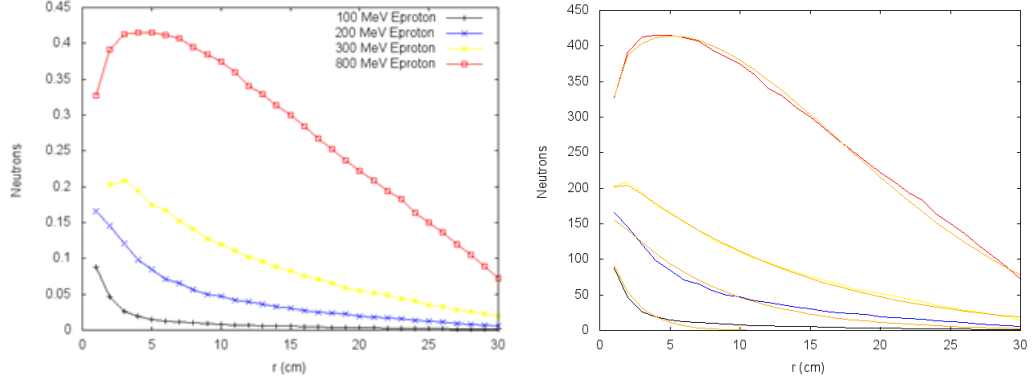 100 MeV Eproton
200 MeV Eproton
300 MeV Eproton
800 MeV Eproton
0.45
0.4
0.35
0.3
0.25
0.2
0.15
0.1
0.05
0
Neutrons
0 5 10 15 20 25 30
r (cm)
450
400
350
300
250
200
150
100
50
0
Neutrons
0 5 10 15 20 25 30
r (cm)